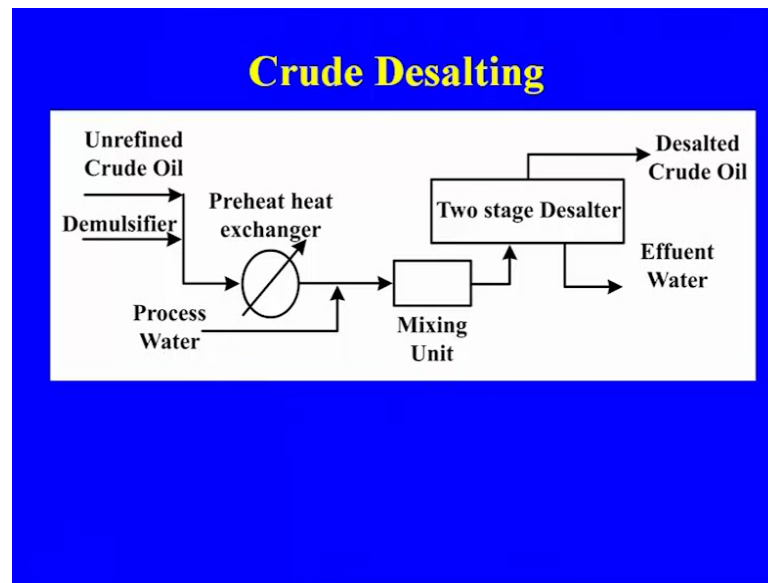 Crude Desalting
Unrefined
Crude Oil
Demulsifier
Preheat heat
exchanger
Process
Water
Mixing
Unit
Two stage Desalter
Desalted
Crude Oil
Effuent
Water